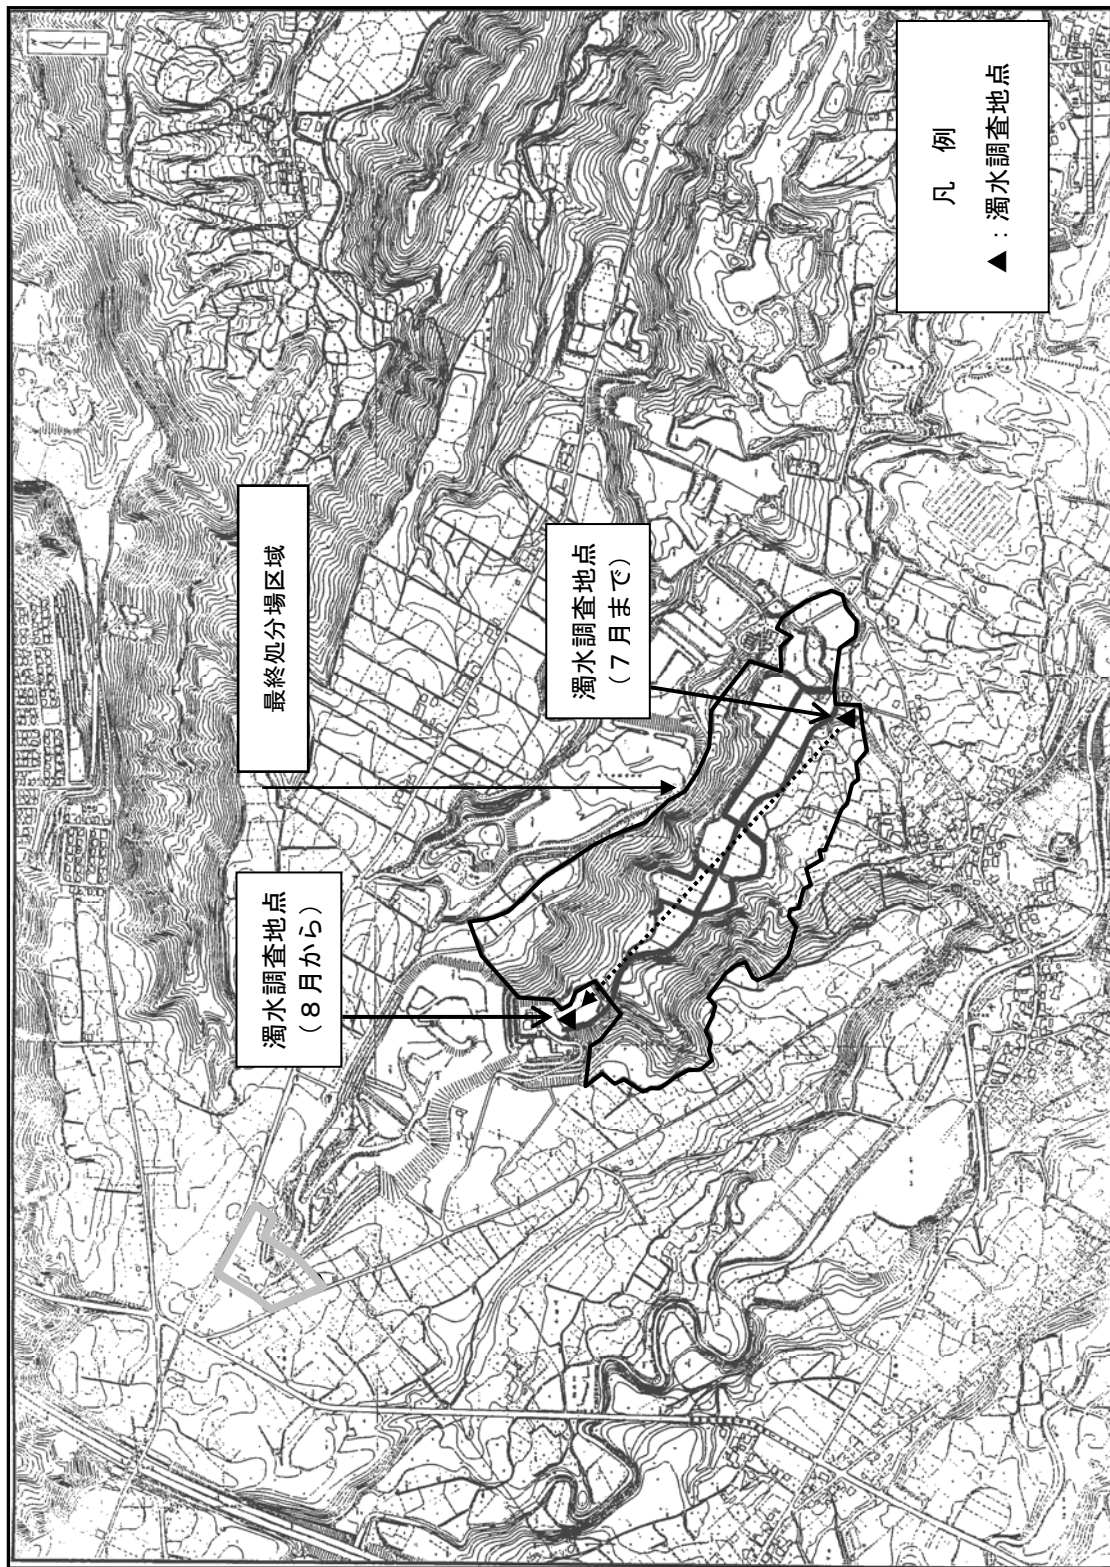 最終処分場区域
濁水調査地点
(8月から)
濁水調査地点
(7月まで)
凡 例
▲:濁水調査地点